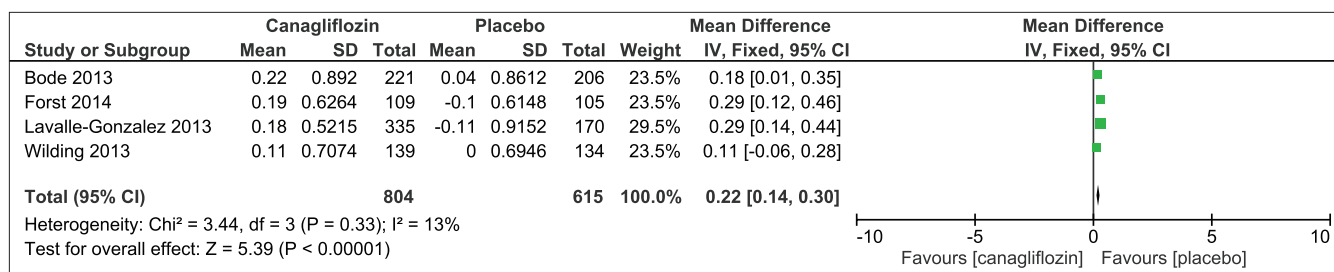 Canagliflozin Placebo Mean Difference Mean Difference
Study or Subgroup Mean SD Total Mean SD Total Weight IV, Fixed, 95% CI IV, Fixed, 95% CI
Bode 2013 0.22 0.892 221 0.04 0.8612 206 23.5% 0.18 [0.01, 0.35]
Forst 2014 0.19 0.6264 109 -0.1 0.6148 105 23.5% 0.29 [0.12, 0.46]
Lavalle-Gonzalez 2013 0.18 0.5215 335 -0.11 0.9152 170 29.5% 0.29 [0.14, 0.44]
Wilding 2013 0.11 0.7074 139 0 0.6946 134 23.5% 0.11 [-0.06, 0.28]
Total (95% CI) 804 615 100.0% 0.22 [0.14, 0.30]
Heterogeneity: Chi² = 3.44, df = 3 (P = 0.33); I² = 13%
Test for overall effect: Z = 5.39 (P < 0.00001)
-10 -5 0 5 10
Favours [canagliflozin] Favours [placebo]